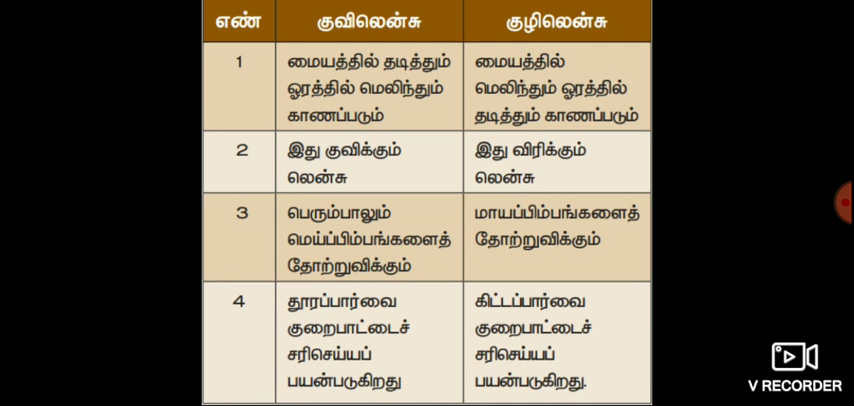 எண் குவிலென்சு குழிலென்சு
1 மையத்தில் தடித்தும் மையத்தில்
ஓரத்தில் மெலிந்தும் மெலிந்தும் ஓரத்தில்
காணப்படும் தடித்தும் காணப்படும்
2 இது குவிக்கும் இது விரிக்கும்
லென்சு லென்சு
3 பெரும்பாலும் மாயப்பிம்பங்களைத்
மெய்ப்பிம்பங்களைத் தோற்றுவிக்கும்
தோற்றுவிக்கும்
4 தூரப்பார்வை கிட்டப்பார்வை
குறைபாட்டைச் குறைபாட்டைச்
சரிசெய்யப் சரிசெய்யப்
பயன்படுகிறது பயன்படுகிறது.
V RECORDER